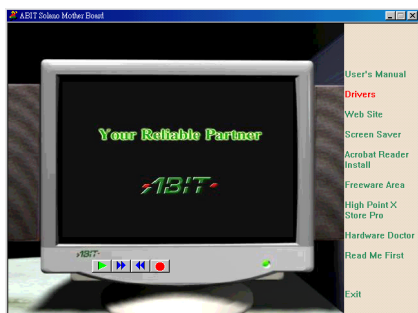 ABIT Solano Mother Board
Your Reliable Partner
ABIT
ABIT
User's Manual
Drivers
Web Site
Screen Saver
Acrobat Reader
Install
Freeware Area
High Point X
Store Pro
Hardware Doctor
Read Me First
Exit